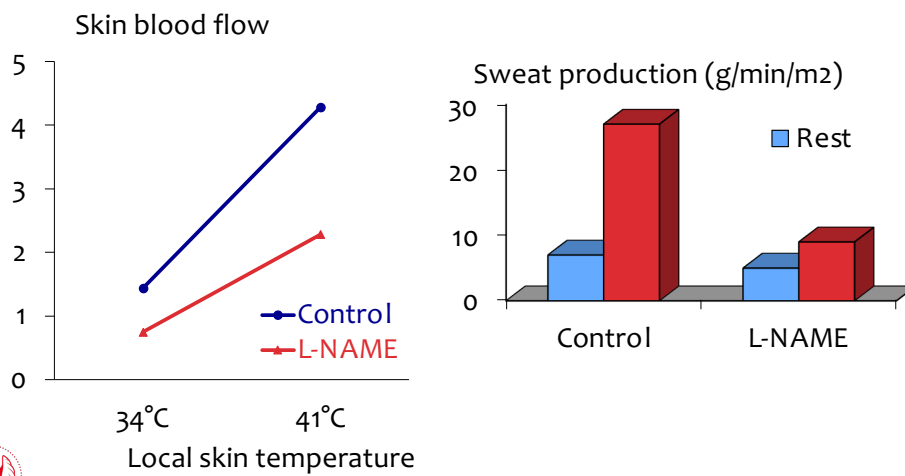 Skin blood flow
5
4
3
2
1
0
Control
L-NAME
34°C 41°C
Local skin temperature
Sweat production (g/min/m2)
30
20
10
0
Rest
Control L-NAME